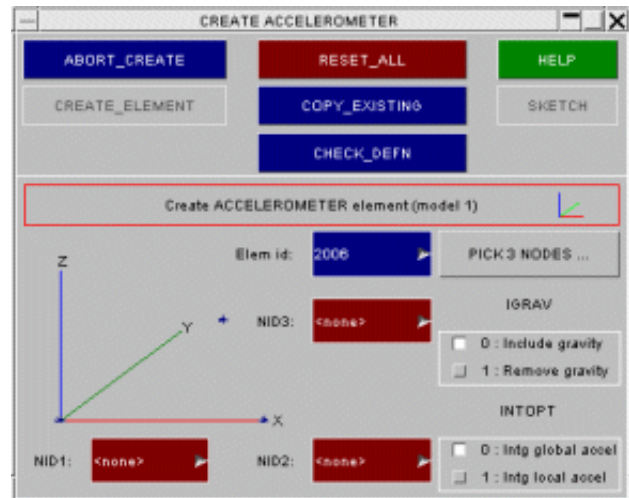 CREATE ACCELEROMETER
ABORT_CREATE RESET_ALL HELP
CREATE_ELEMENT COPY_EXISTING SKETCH
CHECK_DEFN
Create ACCELEROMETER element (model 1)
Z Elem id: 2006 PICK 3 NODES ...
Y NID3: <none> IGRAV
0 : Include gravity
1 : Remove gravity
X INTOPT
NID1: <none> NID2: <none> 0 : Intg global accel
1 : Intg local accel